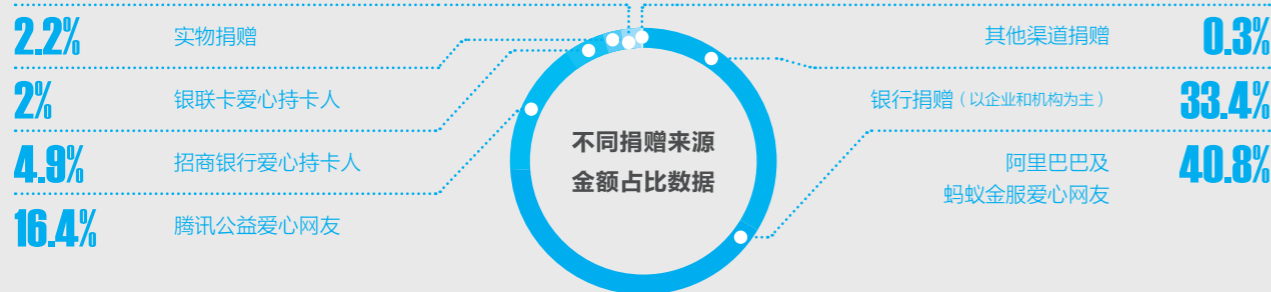 2.2% 实物捐赠
2% 银联卡爱心持卡人
4.9% 招商银行爱心持卡人
16.4% 腾讯公益爱心网友
不同捐赠来源
金额占比数据
其他渠道捐赠 0.3%
银行捐赠（以企业和机构为主） 33.4%
阿里巴巴及 40.8%
蚂蚁金服爱心网友